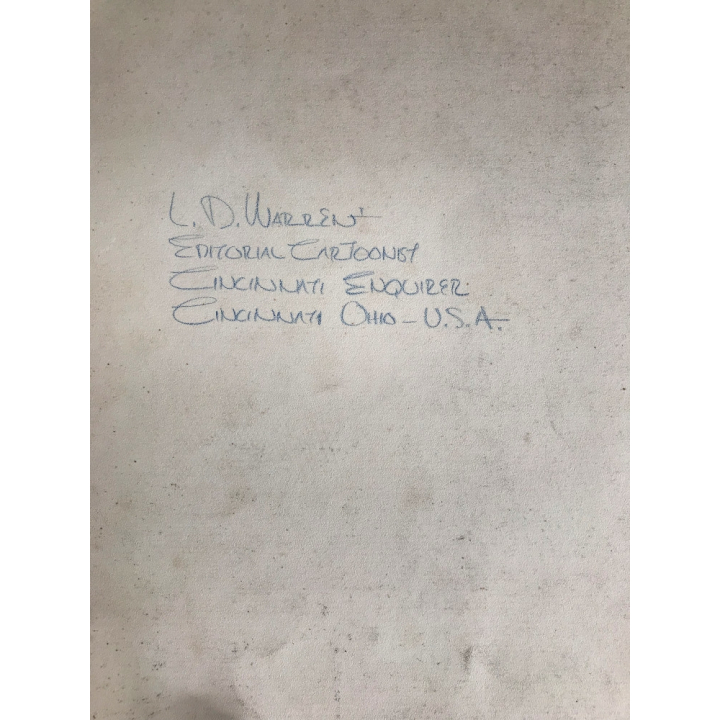 L. D. WARREN
EDITORIAL CARTOONIST
CINCINNATI ENQUIRER
CINCINNATI OHIO - U.S.A.